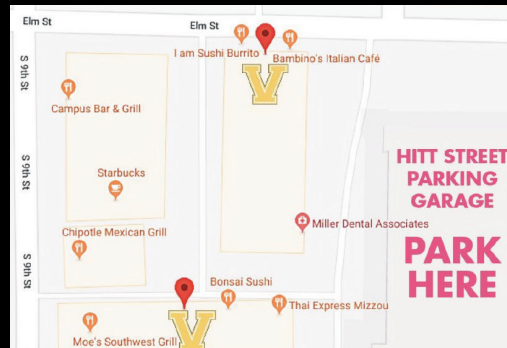 Elm St
Elm St
I am Sushi Burrito
Bambino's Italian Café
S 9th St
V
Campus Bar & Grill
HITT STREET
PARKING
GARAGE
S 9th St
Starbucks
PARK
HERE
Miller Dental Associates
Chipotle Mexican Grill
S 9th St
Bonsai Sushi
Thai Express Mizzou
V
Moe's Southwest Grill